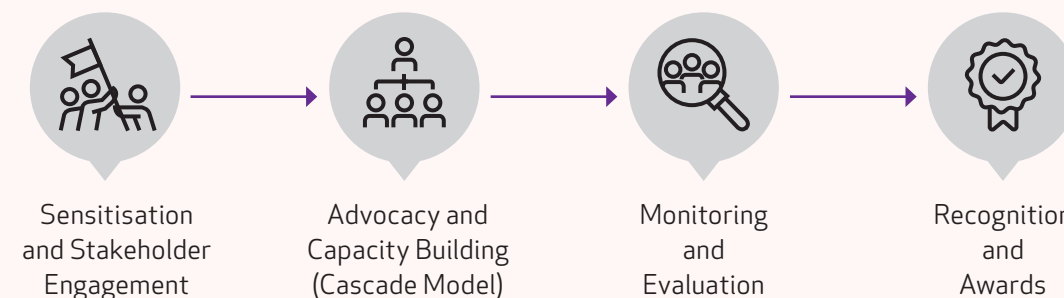 Sensitisation
and Stakeholder
Engagement
Advocacy and
Capacity Building
(Cascade Model)
Monitoring
and
Evaluation
Recognition
and
Awards